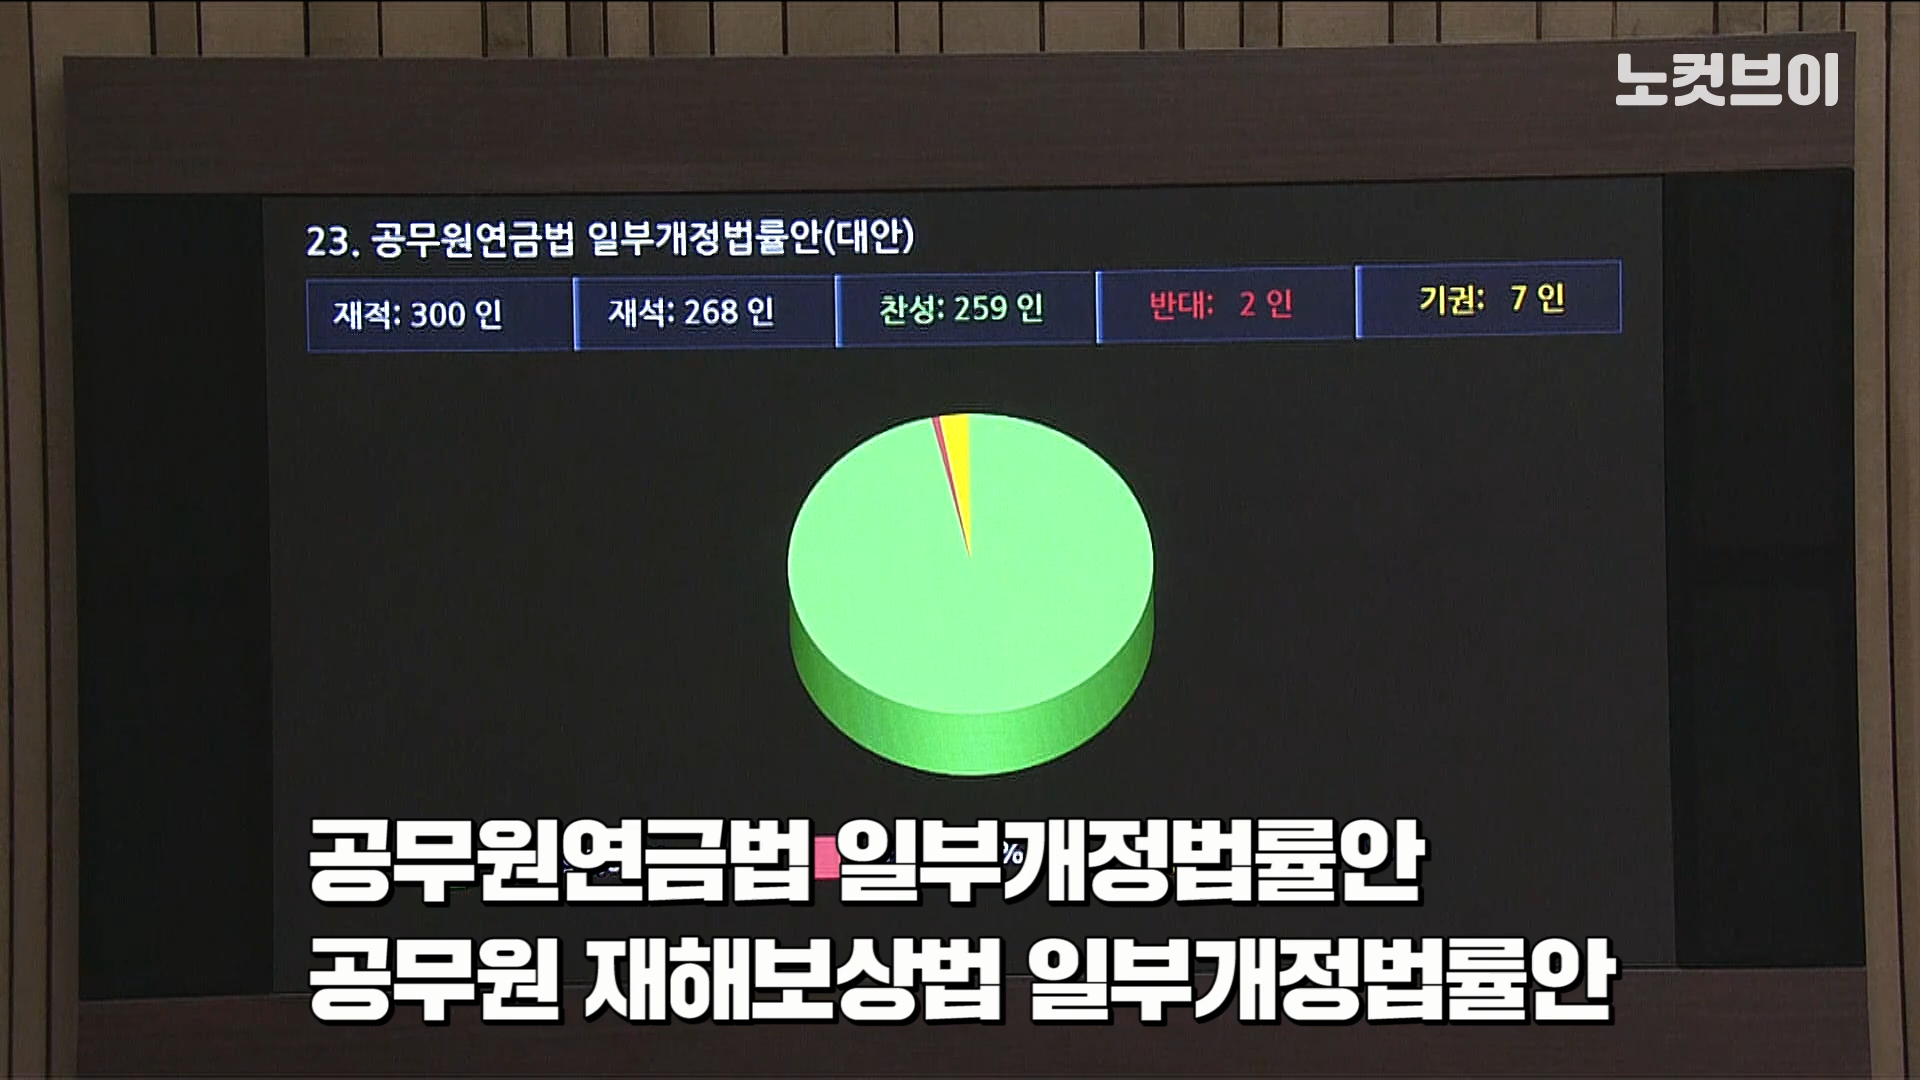 노컷브이
23. 공무원연금법 일부개정법률안(대안)
재적: 300 인 재석: 268 인 찬성: 259 인 반대: 2 인 기권: 7 인
%
공무원연금법 일부개정법률안
공무원 재해보상법 일부개정법률안